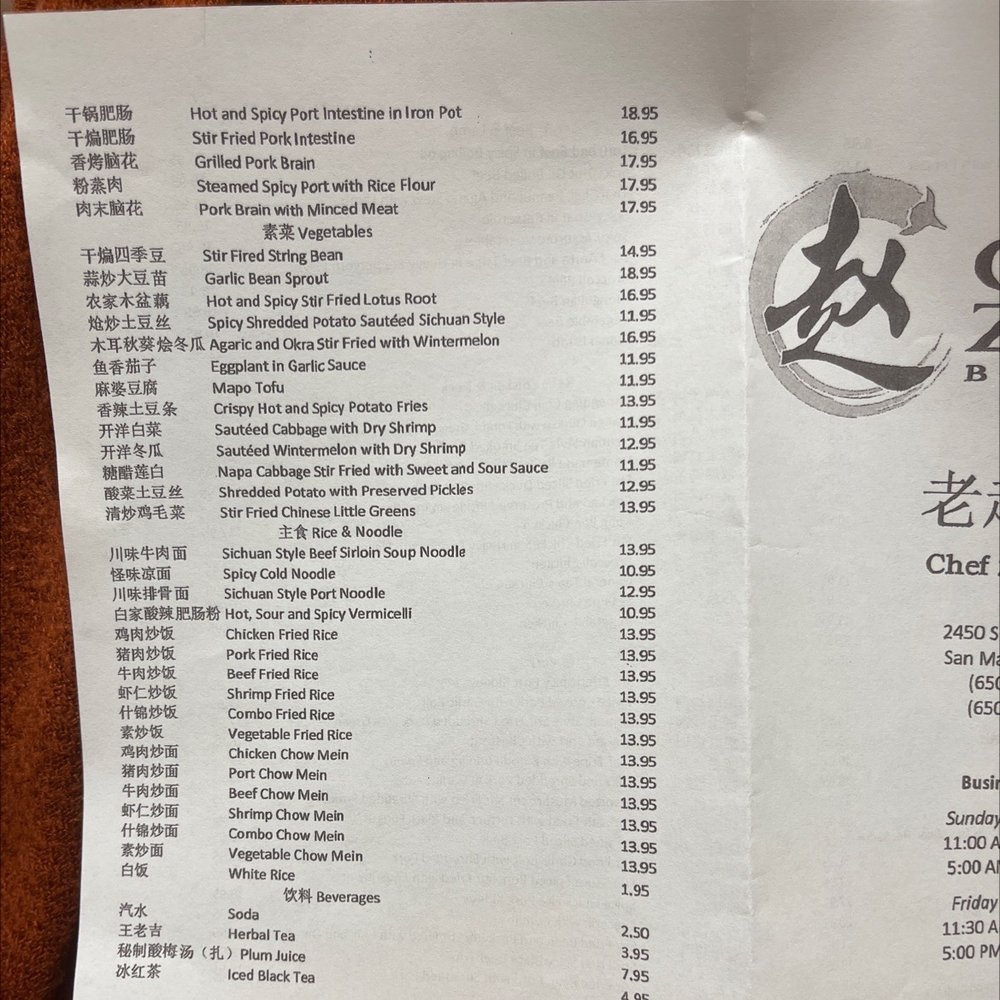 干锅肥肠 Hot and Spicy Port Intestine in Iron Pot 18.95
干煸肥肠 Stir Fried Pork Intestine 16.95
香烤脑花 Grilled Pork Brain 17.95
粉蒸肉 Steamed Spicy Port with Rice Flour 17.95
肉末脑花 Pork Brain with Minced Meat 17.95
素菜 Vegetables
干煸四季豆 Stir Fired String Bean 14.95
蒜炒大豆苗 Garlic Bean Sprout 18.95
农家木盆藕 Hot and Spicy Stir Fried Lotus Root 16.95
炝炒土豆丝 Spicy Shredded Potato Sautéed Sichuan Style 11.95
木耳秋葵烩冬瓜 Agaric and Okra Stir Fried with Wintermelon 16.95
鱼香茄子 Eggplant in Garlic Sauce 11.95
麻婆豆腐 Mapo Tofu 11.95
香辣土豆条 Crispy Hot and Spicy Potato Fries 13.95
开洋白菜 Sautéed Cabbage with Dry Shrimp 11.95
开洋冬瓜 Sautéed Wintermelon with Dry Shrimp 12.95
糖醋莲白 Napa Cabbage Stir Fried with Sweet and Sour Sauce 11.95
酸菜土豆丝 Shredded Potato with Preserved Pickles 12.95
清炒鸡毛菜 Stir Fried Chinese Little Greens 13.95
主食 Rice & Noodle
川味牛肉面 Sichuan Style Beef Sirloin Soup Noodle 13.95
怪味凉面 Spicy Cold Noodle 10.95
川味排骨面 Sichuan Style Port Noodle 12.95
白家酸辣肥肠粉 Hot, Sour and Spicy Vermicelli 10.95
鸡肉炒饭 Chicken Fried Rice 13.95
猪肉炒饭 Pork Fried Rice 13.95
牛肉炒饭 Beef Fried Rice 13.95
虾仁炒饭 Shrimp Fried Rice 13.95
什锦炒饭 Combo Fried Rice 13.95
素炒饭 Vegetable Fried Rice 13.95
鸡肉炒面 Chicken Chow Mein 13.95
猪肉炒面 Port Chow Mein 13.95
牛肉炒面 Beef Chow Mein 13.95
虾仁炒面 Shrimp Chow Mein 13.95
什锦炒面 Combo Chow Mein 13.95
素炒面 Vegetable Chow Mein 13.95
白饭 White Rice 1.95
饮料 Beverages
汽水 Soda 2.50
王老吉 Herbal Tea 3.95
秘制酸梅汤（扎）Plum Juice 7.95
冰红茶 Iced Black Tea 4.95
赵
B
老
Chef
2450 S
San Ma
(650
(650
Busin
Sunday
11:00 A
5:00 AM
Friday
11:30 A
5:00 PM